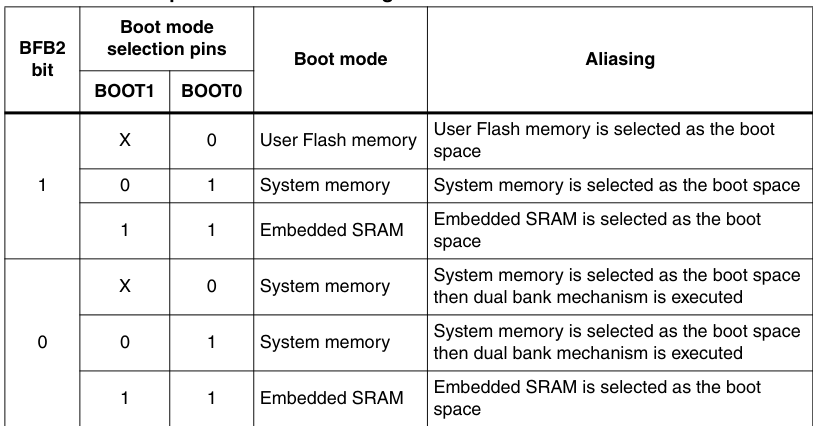 BFB2 bit
Boot mode selection pins
Boot mode
Aliasing
BOOT1 BOOT0
1
X 0 User Flash memory User Flash memory is selected as the boot
space
0 1 System memory System memory is selected as the boot space
1 1 Embedded SRAM Embedded SRAM is selected as the boot
space
0
X 0 System memory System memory is selected as the boot space
then dual bank mechanism is executed
0 1 System memory System memory is selected as the boot space
then dual bank mechanism is executed
1 1 Embedded SRAM Embedded SRAM is selected as the boot
space